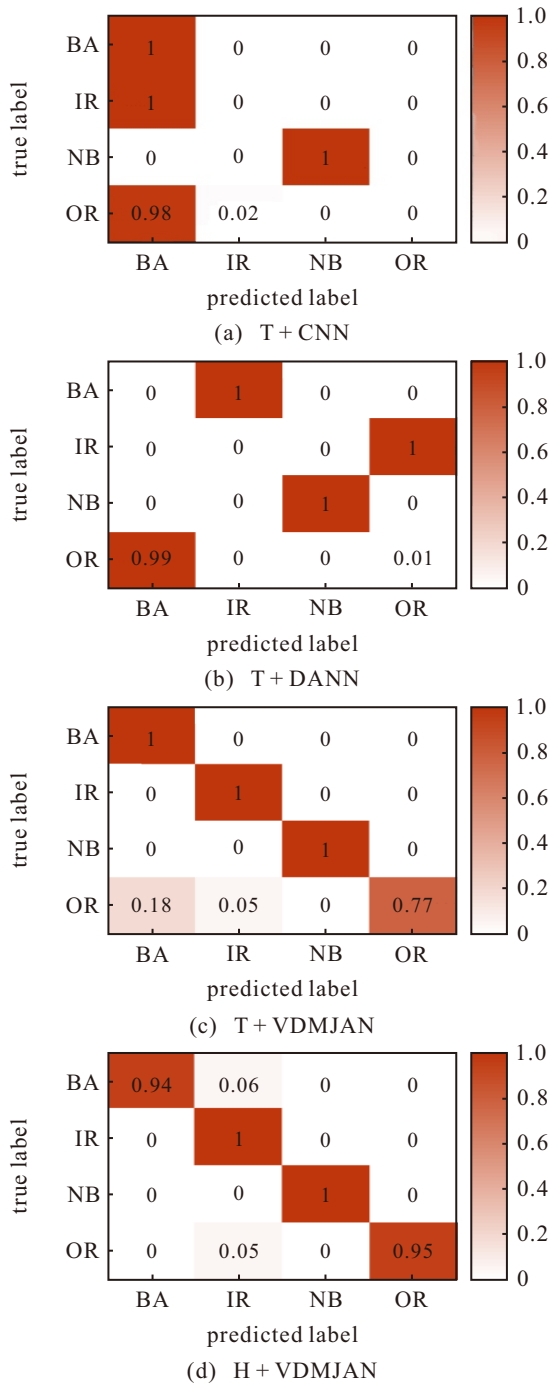 BA 1 0 0 0 1.0
0.8
IR 1 0 0 0 0.6
true label
NB 0 0 1 0 0.4
0.2
OR 0.98 0.02 0 0 0
BA IR NB OR
predicted label
(a) T + CNN
BA 0 1 0 0 1.0
0.8
IR 0 0 0 1 0.6
true label
NB 0 0 1 0 0.4
0.2
OR 0.99 0 0 0.01 0
BA IR NB OR
predicted label
(b) T + DANN
BA 1 0 0 0 1.0
0.8
IR 0 1 0 0 0.6
true label
NB 0 0 1 0 0.4
0.2
OR 0.18 0.05 0 0.77 0
BA IR NB OR
predicted label
(c) T + VDMJAN
BA 0.94 0.06 0 0 1.0
0.8
IR 0 1 0 0 0.6
true label
NB 0 0 1 0 0.4
0.2
OR 0 0.05 0 0.95 0
BA IR NB OR
predicted label
(d) H + VDMJAN